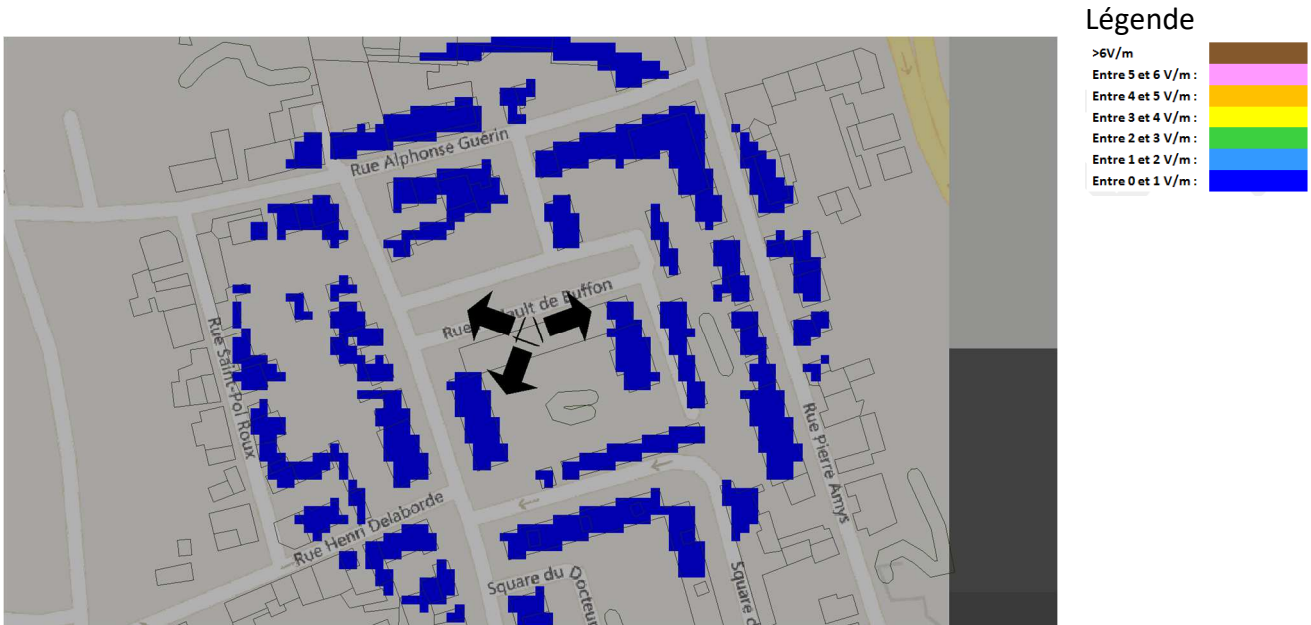 Légende
>6V/m
Entre 5 et 6 V/m :
Entre 4 et 5 V/m :
Entre 3 et 4 V/m :
Entre 2 et 3 V/m :
Entre 1 et 2 V/m :
Entre 0 et 1 V/m :
Rue Alphonse Guérin
Rue ault de Buffon
Rue Saint-Pol Roux
Rue Pierre Amys
Rue Henri Delaborde
Square du Docteur
Square d